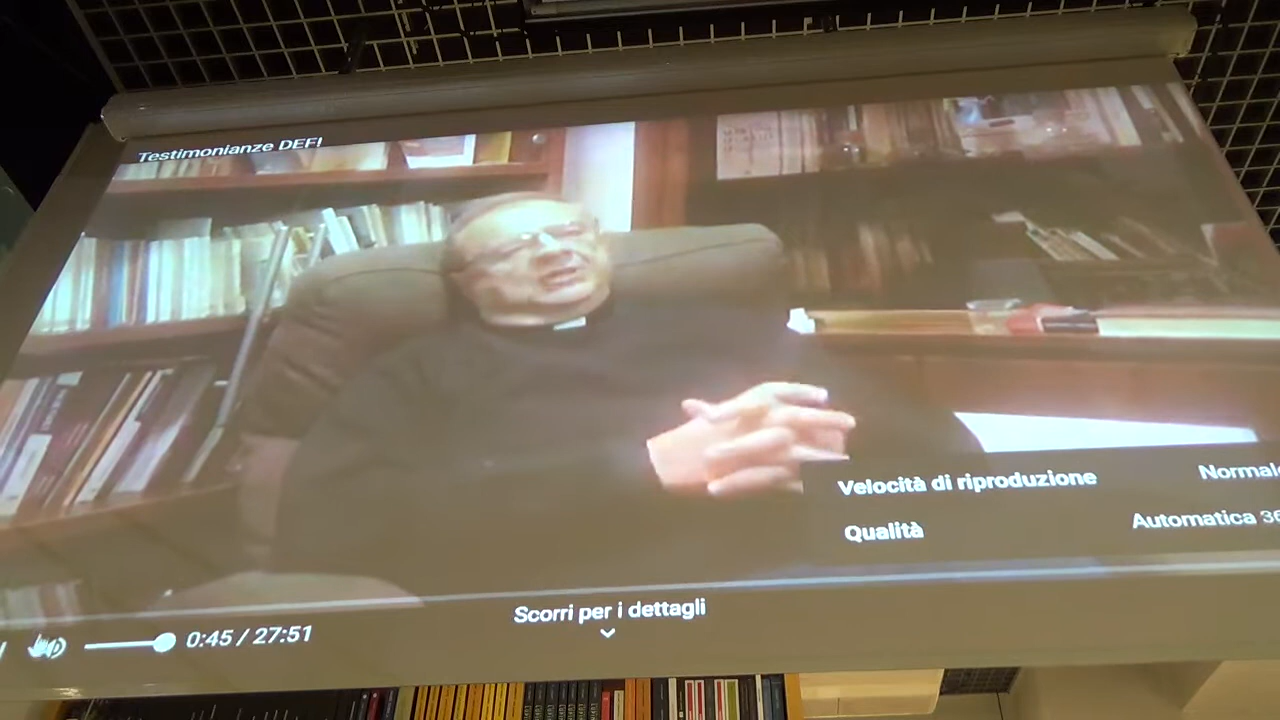 Testimonianze DEF!
Velocità di riproduzione
Normale
Qualità
Automatica 36
Scorri per i dettagli
0:45 / 27:51